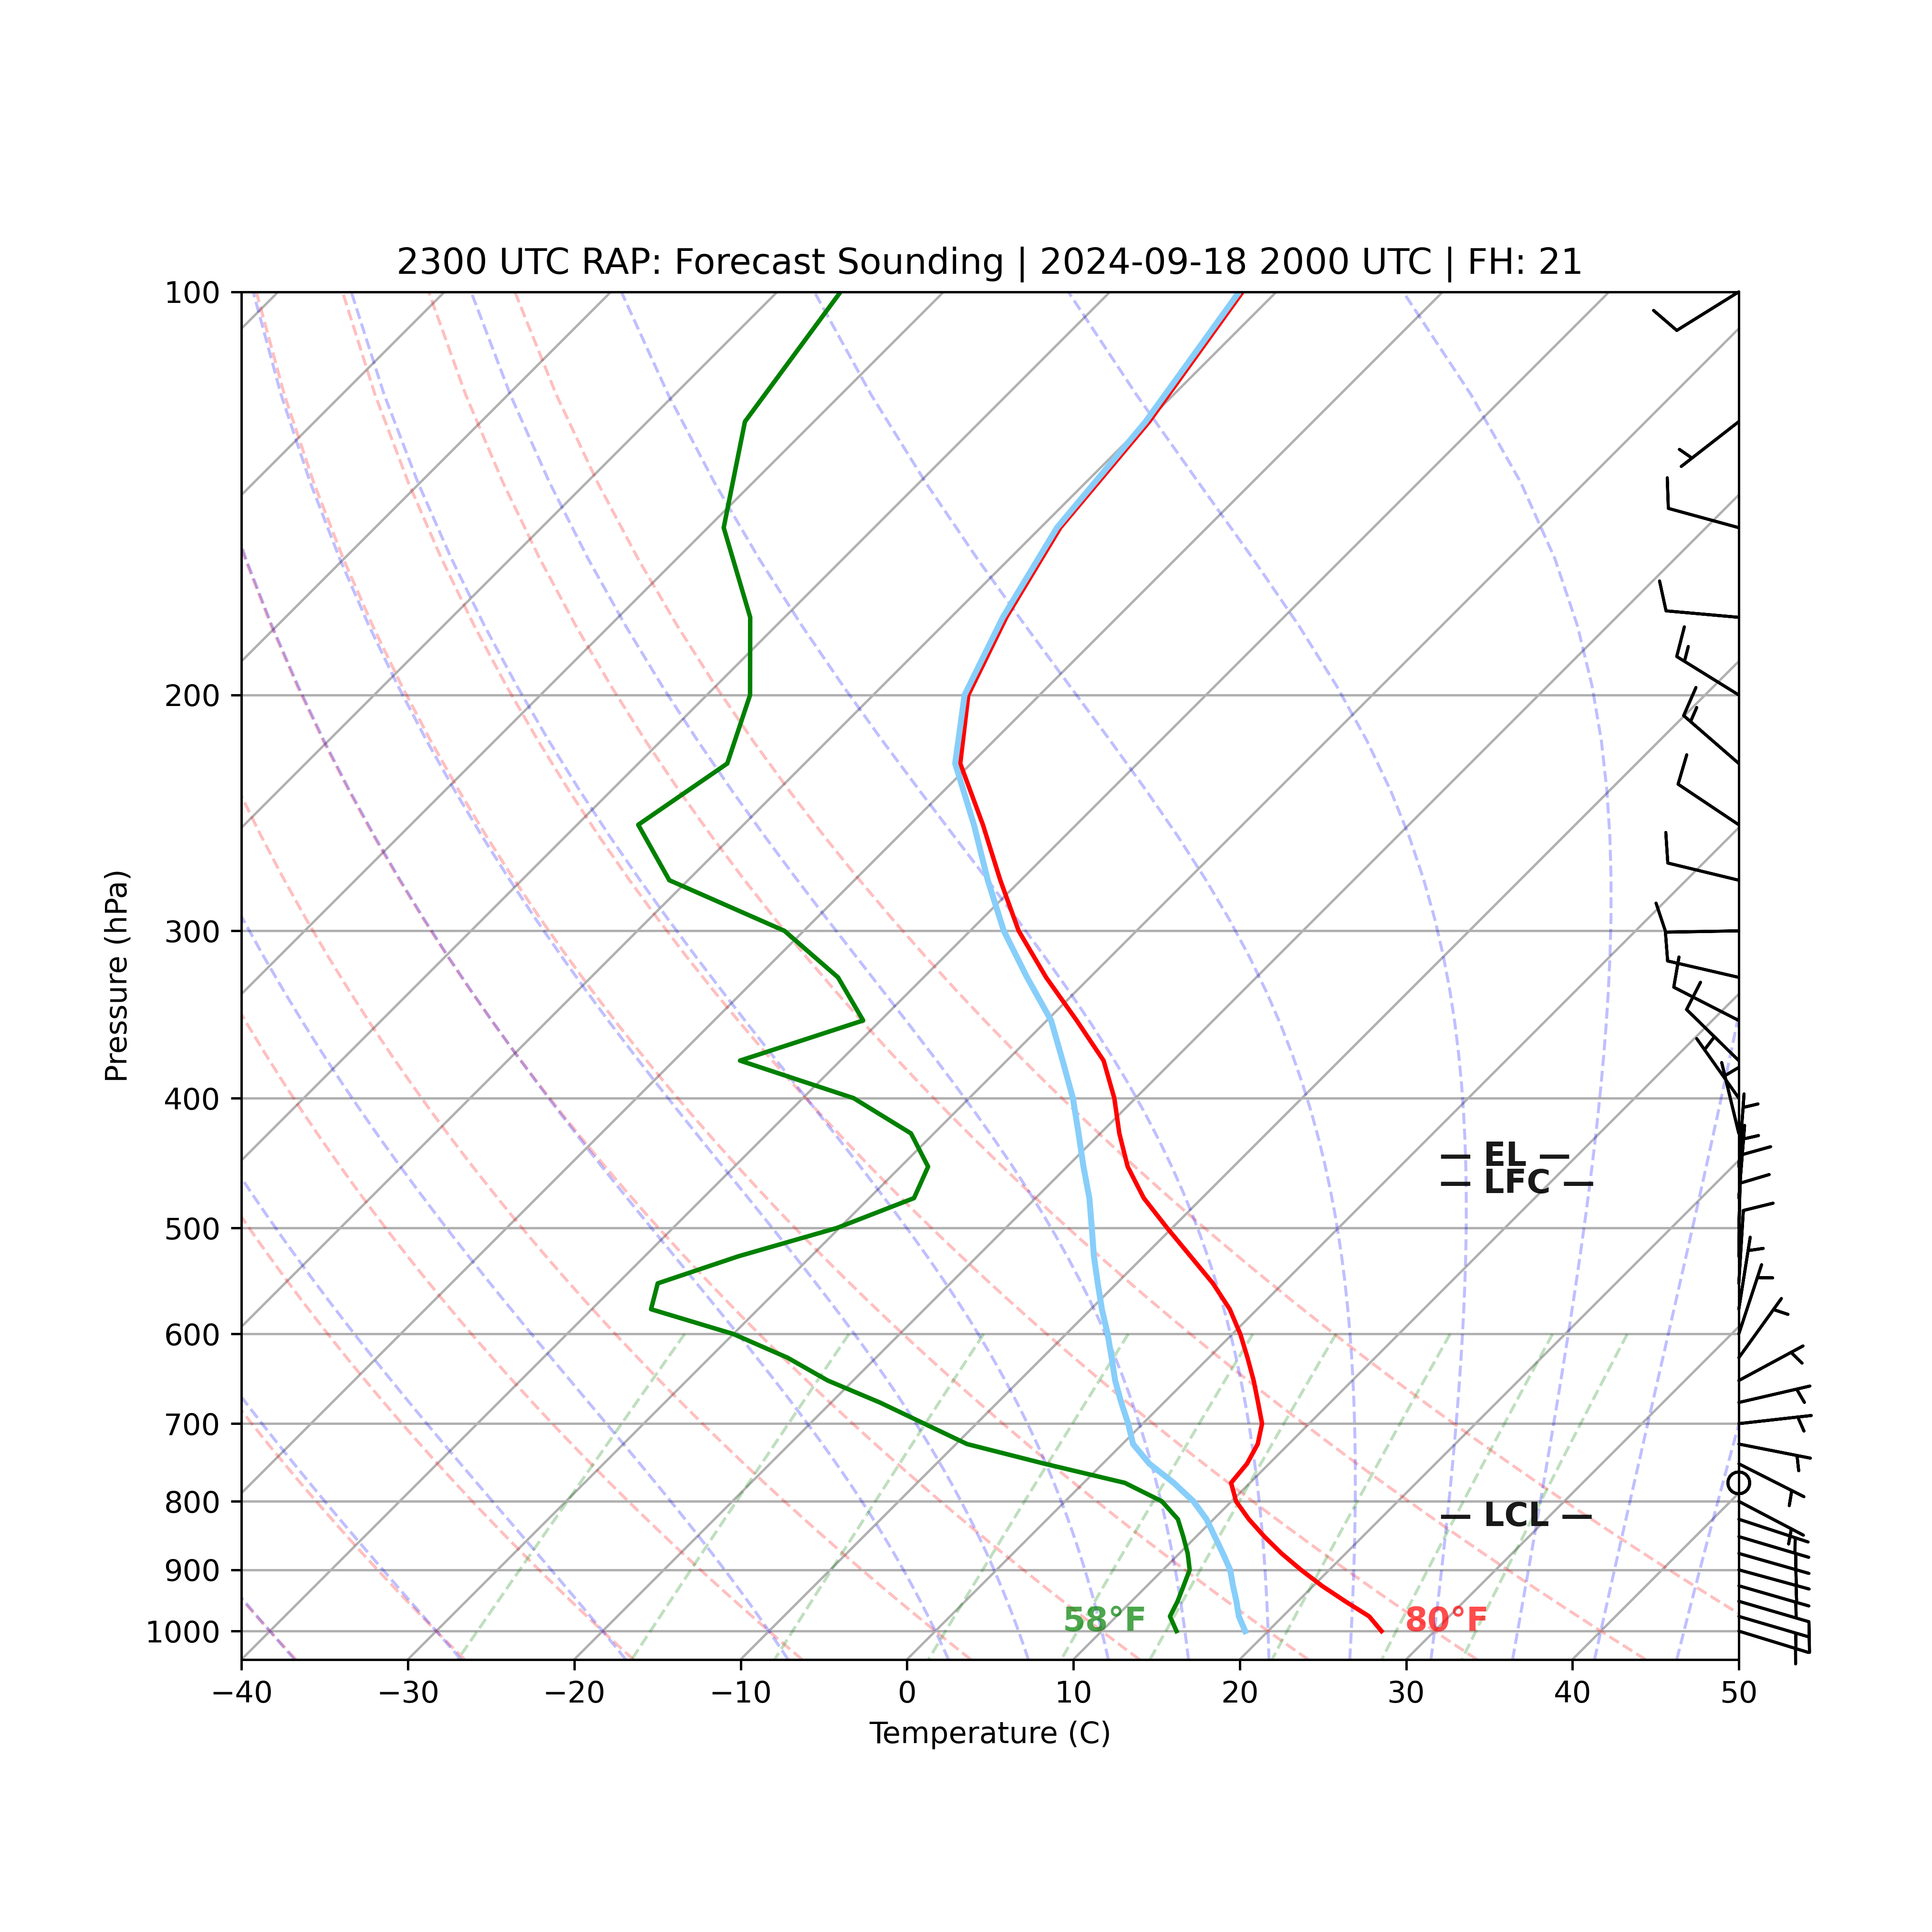 2300 UTC RAP: Forecast Sounding | 2024-09-18 2000 UTC | FH: 21
100
200
300
400
500
600
700
800
900
1000
Pressure (hPa)
— EL —
— LFC —
— LCL —
58°F
80°F
−40 −30 −20 −10 0 10 20 30 40 50
Temperature (C)